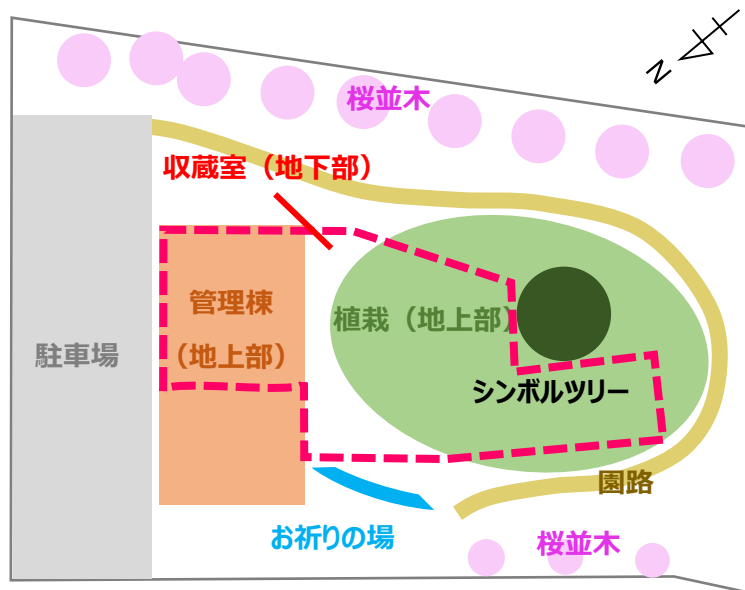 N
桜並木
収蔵室（地下部）
管理棟
（地上部）
植栽（地上部）
駐車場
シンボルツリー
園路
お祈りの場
桜並木